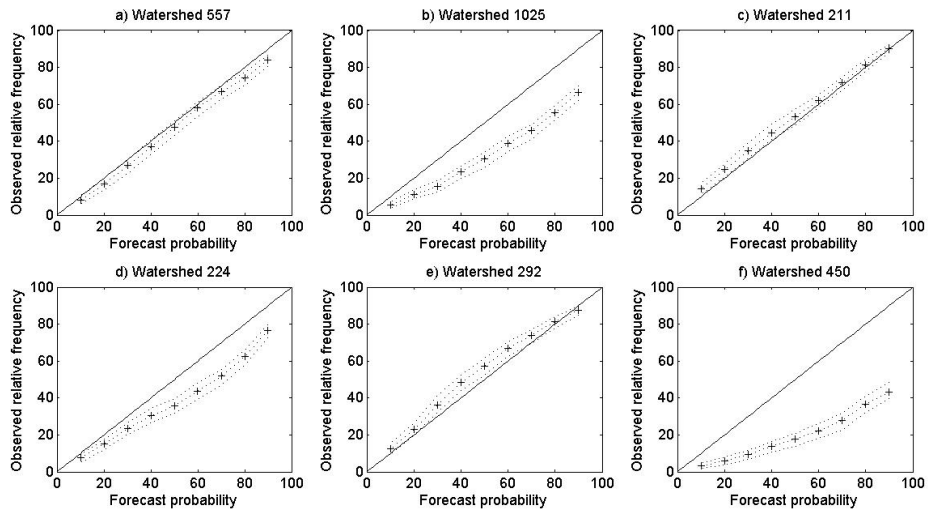 a) Watershed 557
100
80
60
40
20
0
0 20 40 60 80 100
Observed relative frequency
Forecast probability
b) Watershed 1025
100
80
60
40
20
0
0 20 40 60 80 100
Observed relative frequency
Forecast probability
c) Watershed 211
100
80
60
40
20
0
0 20 40 60 80 100
Observed relative frequency
Forecast probability
d) Watershed 224
100
80
60
40
20
0
0 20 40 60 80 100
Observed relative frequency
Forecast probability
e) Watershed 292
100
80
60
40
20
0
0 20 40 60 80 100
Observed relative frequency
Forecast probability
f) Watershed 450
100
80
60
40
20
0
0 20 40 60 80 100
Observed relative frequency
Forecast probability